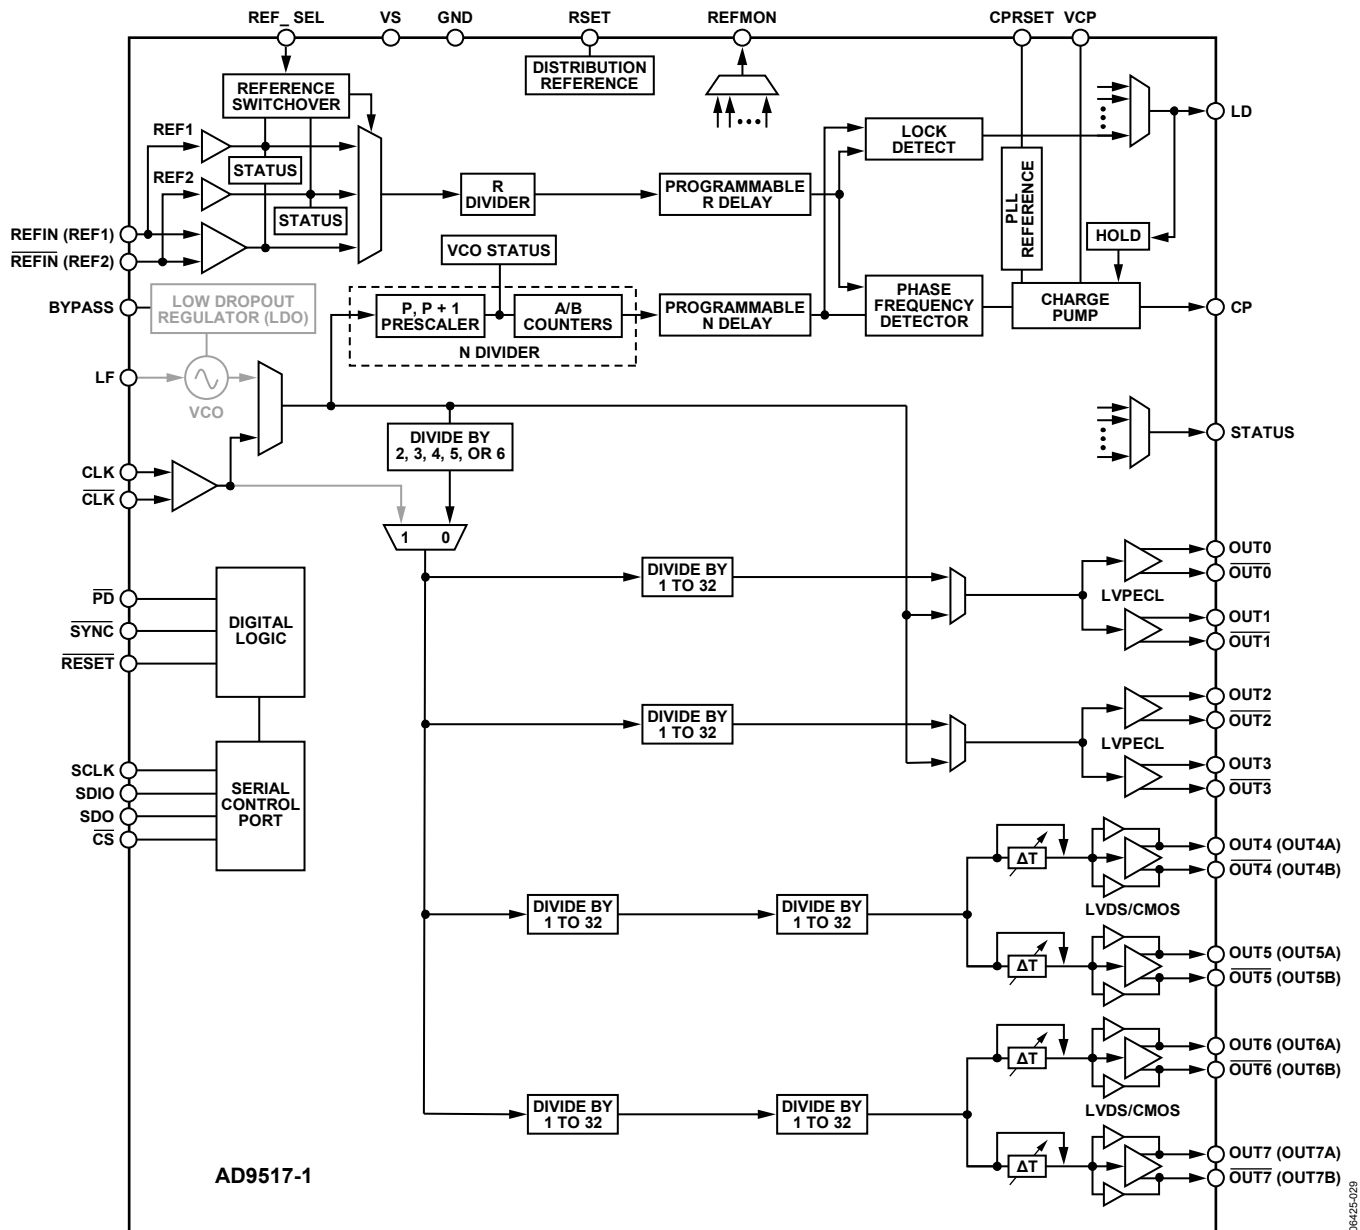 REF_ SEL
VS
GND
RSET
REFMON
CPRSET
VCP
REFERENCE
SWITCHOVER
DISTRIBUTION
REFERENCE
REF1
STATUS
REF2
STATUS
R
DIVIDER
PROGRAMMABLE
R DELAY
LOCK
DETECT
PLL
REFERENCE
LD
HOLD
REFIN (REF1)
REFIN (REF2)
VCO STATUS
BYPASS
LOW DROPOUT
REGULATOR (LDO)
P, P + 1
PRESCALER
A/B
COUNTERS
N DIVIDER
PROGRAMMABLE
N DELAY
PHASE
FREQUENCY
DETECTOR
CHARGE
PUMP
CP
LF
VCO
DIVIDE BY
2, 3, 4, 5, OR 6
STATUS
CLK
CLK
1 0
DIVIDE BY
1 TO 32
OUT0
OUT0
LVPECL
OUT1
OUT1
PD
SYNC
RESET
DIGITAL
LOGIC
DIVIDE BY
1 TO 32
OUT2
OUT2
LVPECL
OUT3
OUT3
SCLK
SDIO
SDO
CS
SERIAL
CONTROL
PORT
ΔT
OUT4 (OUT4A)
OUT4 (OUT4B)
DIVIDE BY
1 TO 32
DIVIDE BY
1 TO 32
LVDS/CMOS
ΔT
OUT5 (OUT5A)
OUT5 (OUT5B)
ΔT
OUT6 (OUT6A)
OUT6 (OUT6B)
DIVIDE BY
1 TO 32
DIVIDE BY
1 TO 32
LVDS/CMOS
ΔT
OUT7 (OUT7A)
OUT7 (OUT7B)
AD9517-1
06425-029